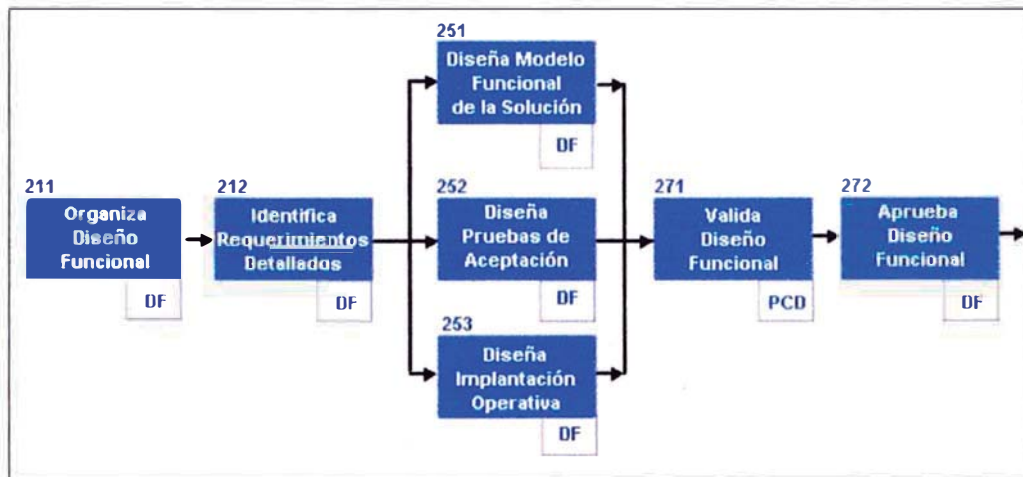 251
Diseña Modelo
Funcional
de la Solución
DF
211
Organiza
Diseño
Funcional
DF
212
Identifica
Requerimientos
Detallados
DF
252
Diseña
Pruebas de
Aceptación
DF
253
Diseña
Implantación
Operativa
DF
271
Valida
Diseño
Funcional
PCD
272
Aprueba
Diseño
Funcional
DF